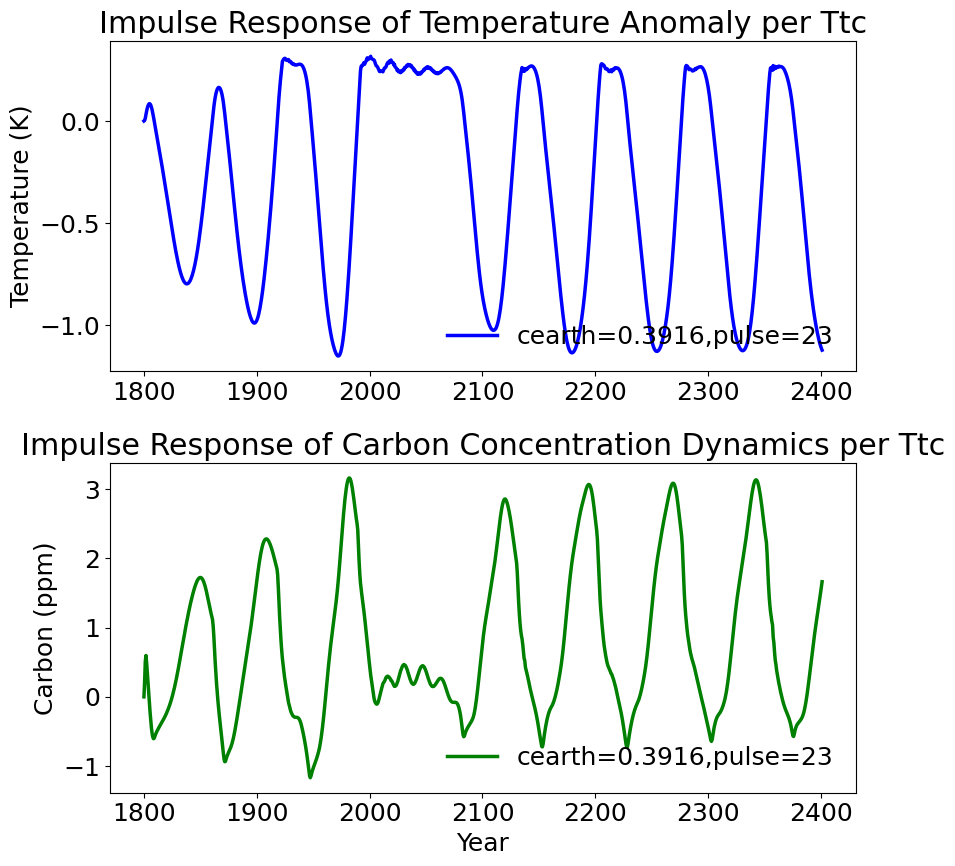 Impulse Response of Temperature Anomaly per Ttc
Temperature (K)
0.0
−0.5
−1.0
cearth=0.3916,pulse=23
1800 1900 2000 2100 2200 2300 2400
Impulse Response of Carbon Concentration Dynamics per Ttc
Carbon (ppm)
3
2
1
0
−1
cearth=0.3916,pulse=23
1800 1900 2000 2100 2200 2300 2400
Year